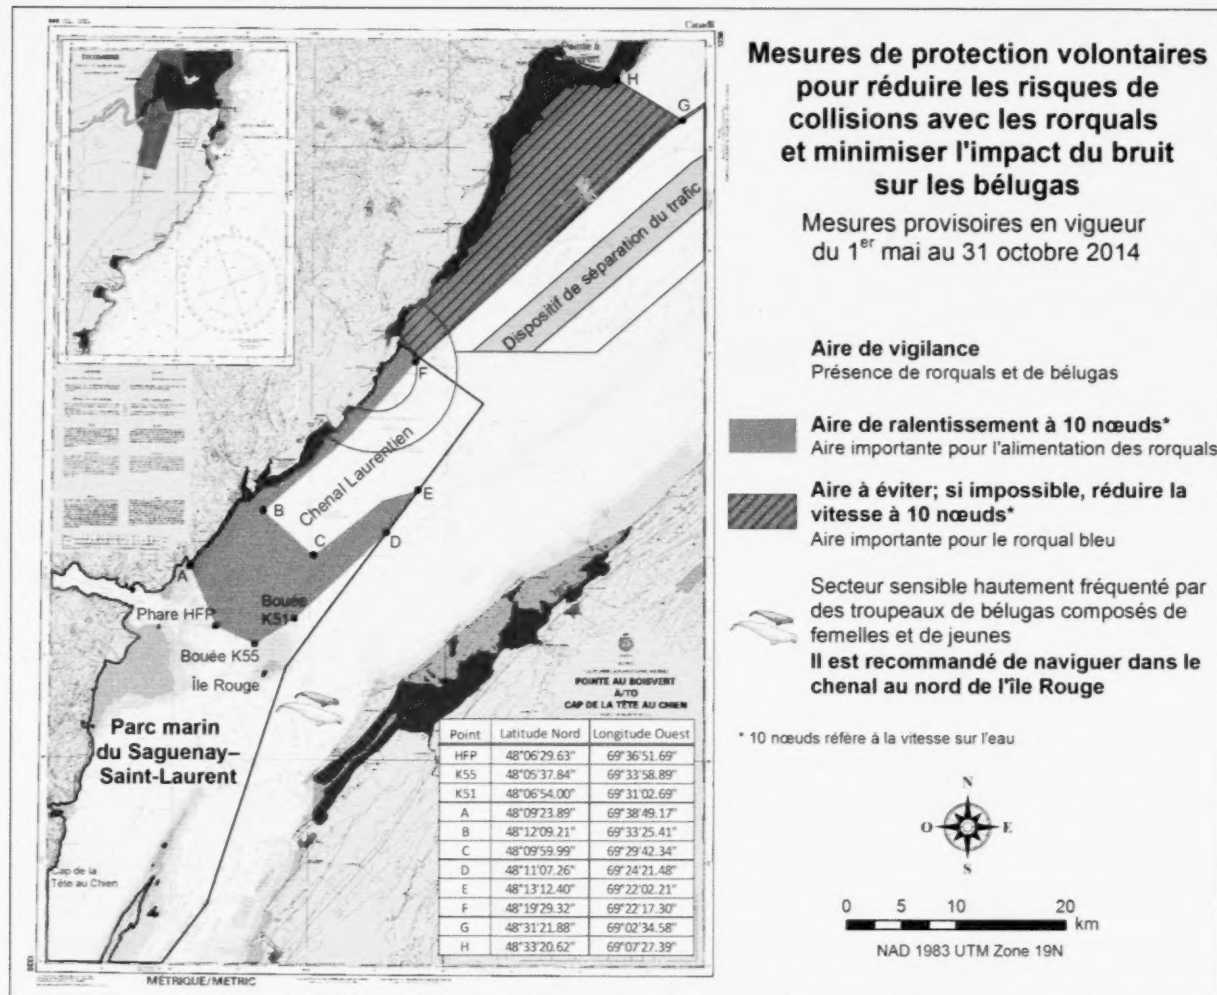 Canada
Pointe à
H
G
Dispositif de séparation du trafic
F
Chenal Laurentien
E
B
C
D
A
Phare HFP
Bouée
K51
Bouée K55
Île Rouge
Parc marin
du Saguenay–
Saint-Laurent
Cap de la
Tête au Chien
POINTE AU BOISVERT
À/TO
CAP DE LA TÊTE AU CHIEN
Point Latitude Nord Longitude Ouest
HFP 48°06'29.63" 69°36'51.69"
K55 48°05'37.84" 69°33'58.89"
K51 48°06'54.00" 69°31'02.69"
A 48°09'23.89" 69°38'49.17"
B 48°12'09.21" 69°33'25.41"
C 48°09'59.99" 69°29'42.34"
D 48°11'07.26" 69°24'21.48"
E 48°13'12.40" 69°22'02.21"
F 48°19'29.32" 69°22'17.30"
G 48°31'21.88" 69°02'34.58"
H 48°33'20.62" 69°07'27.39"
MÉTRIQUE/METRIC
Mesures de protection volontaires
pour réduire les risques de
collisions avec les rorquals
et minimiser l'impact du bruit
sur les bélugas
Mesures provisoires en vigueur
du 1er mai au 31 octobre 2014
Aire de vigilance
Présence de rorquals et de bélugas
Aire de ralentissement à 10 nœuds*
Aire importante pour l'alimentation des rorquals
Aire à éviter; si impossible, réduire la
vitesse à 10 nœuds*
Aire importante pour le rorqual bleu
Secteur sensible hautement fréquenté par
des troupeaux de bélugas composés de
femelles et de jeunes
Il est recommandé de naviguer dans le
chenal au nord de l'île Rouge
* 10 nœuds réfère à la vitesse sur l'eau
N
O E
S
0 5 10 20
km
NAD 1983 UTM Zone 19N